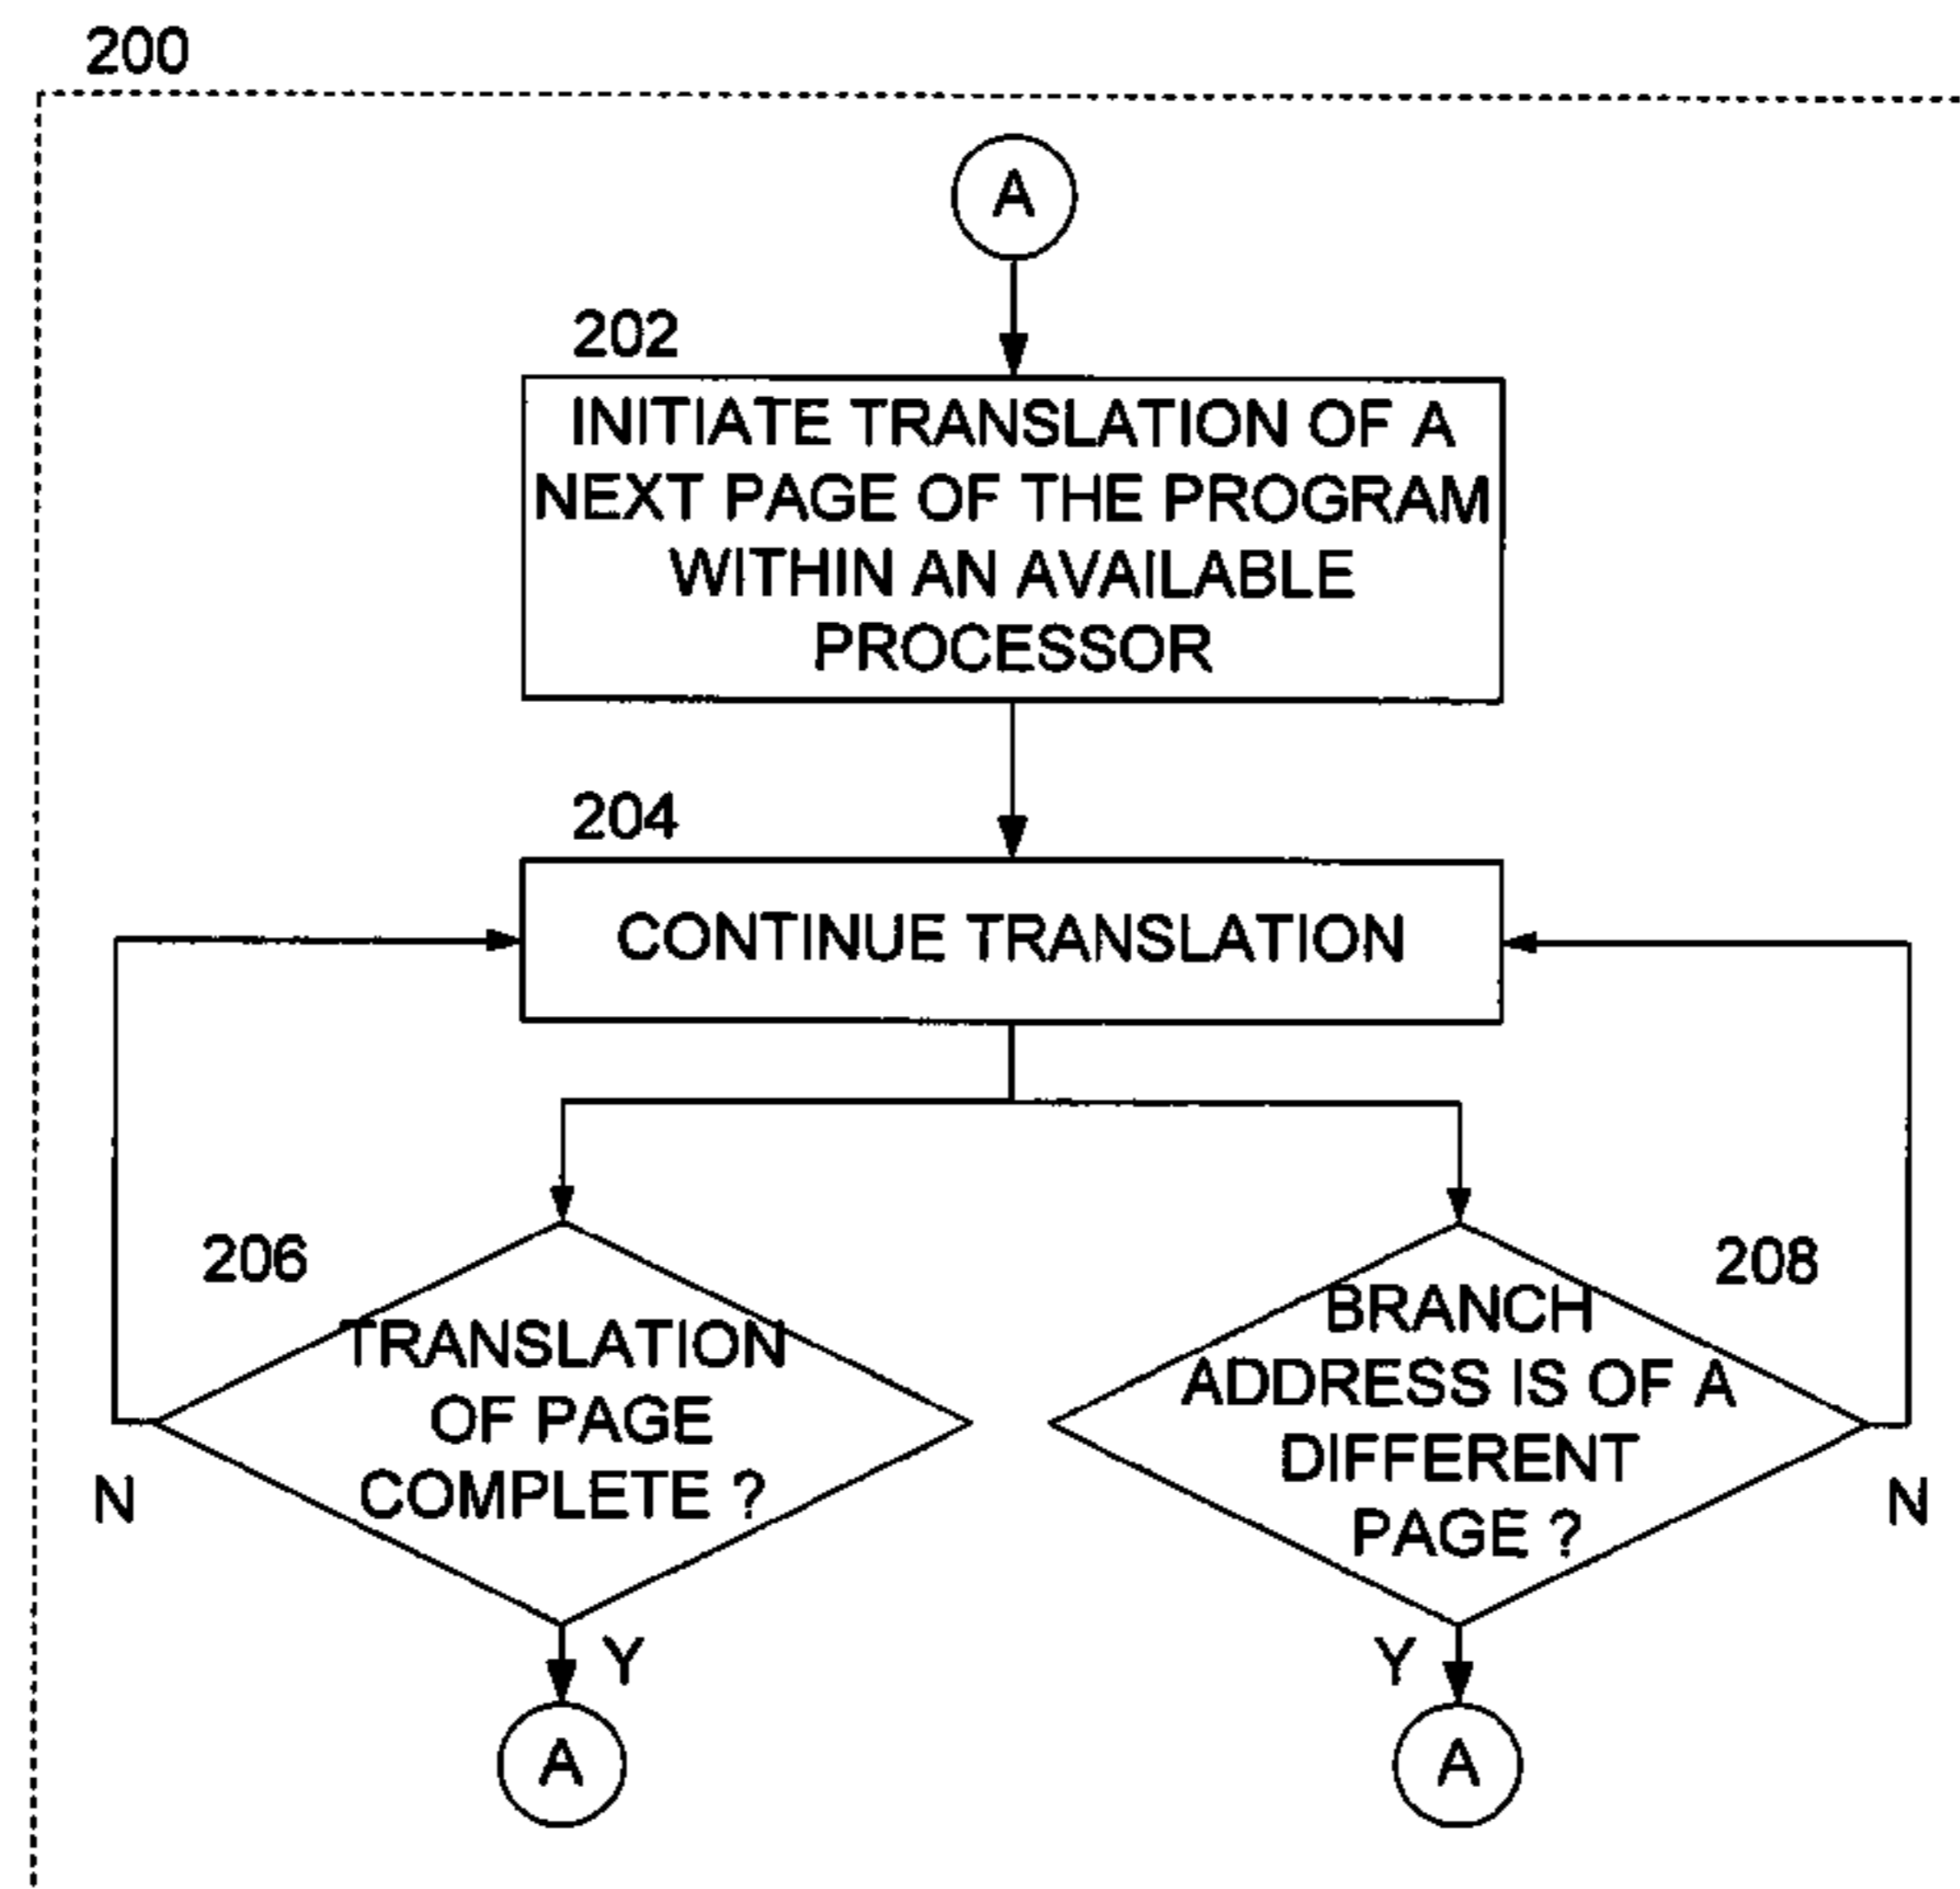 200
A
202
INITIATE TRANSLATION OF A
NEXT PAGE OF THE PROGRAM
WITHIN AN AVAILABLE
PROCESSOR
204
CONTINUE TRANSLATION
206
TRANSLATION
OF PAGE
COMPLETE ?
N
Y
A
208
BRANCH
ADDRESS IS OF A
DIFFERENT
PAGE ?
N
Y
A